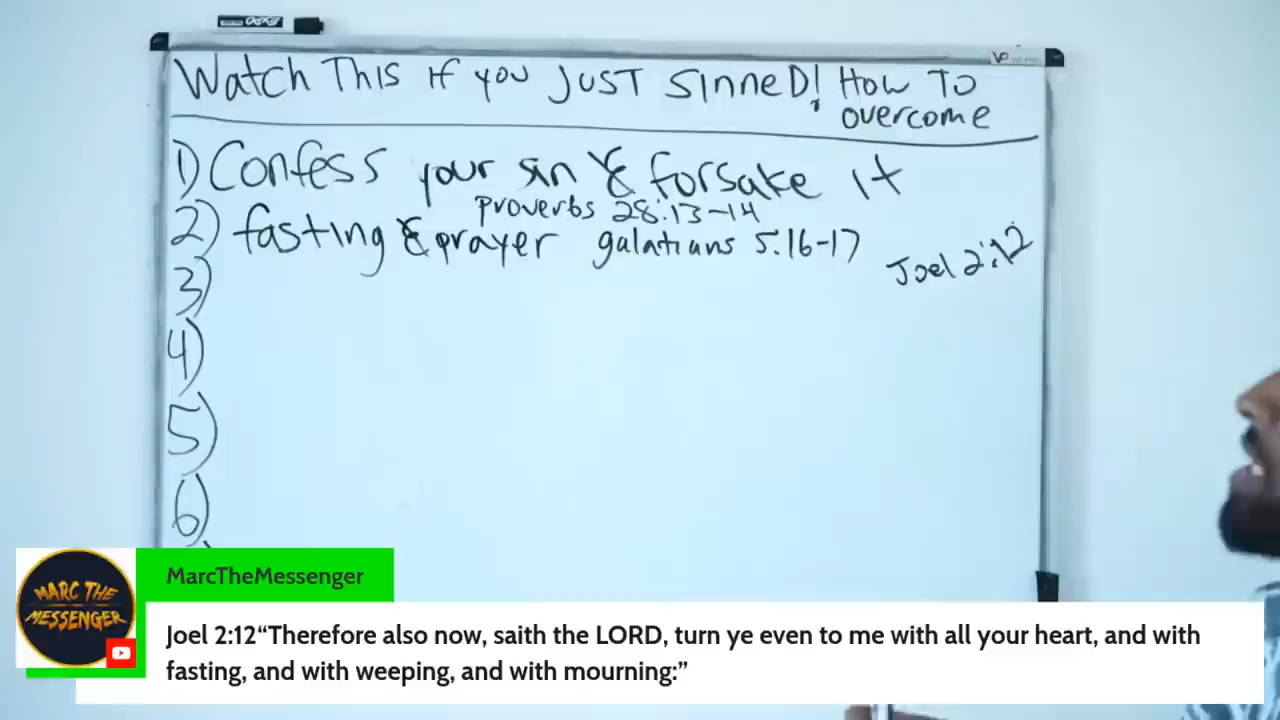 Watch This if you JUST SINNED! How To
overcome
1) Confess your sin & forsake it
proverbs 28:13-14
2) fasting & prayer galatians 5:16-17
Joel 2:12
3)
4)
5)
6)
MARC THE
MESSENGER
MarcTheMessenger
Joel 2:12“Therefore also now, saith the LORD, turn ye even to me with all your heart, and with
fasting, and with weeping, and with mourning:”